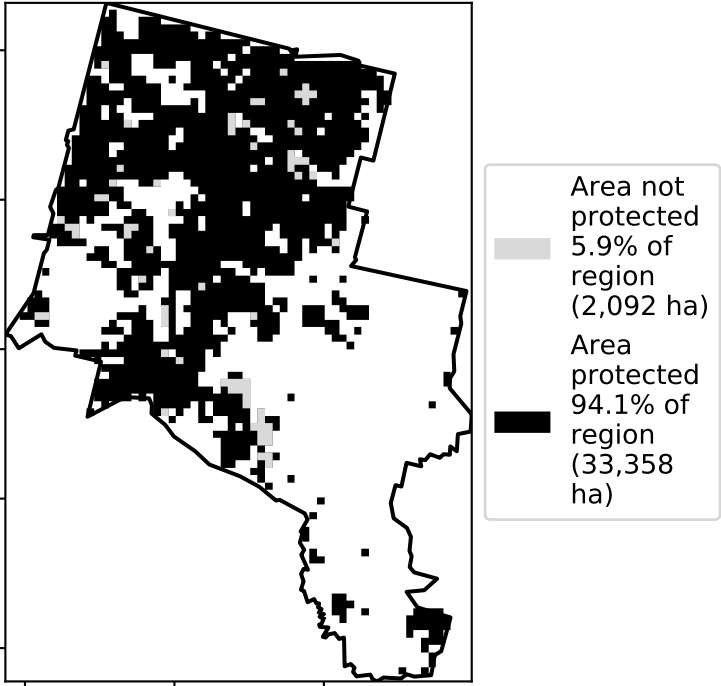 Area not
protected
5.9% of
region
(2,092 ha)
Area
protected
94.1% of
region
(33,358
ha)